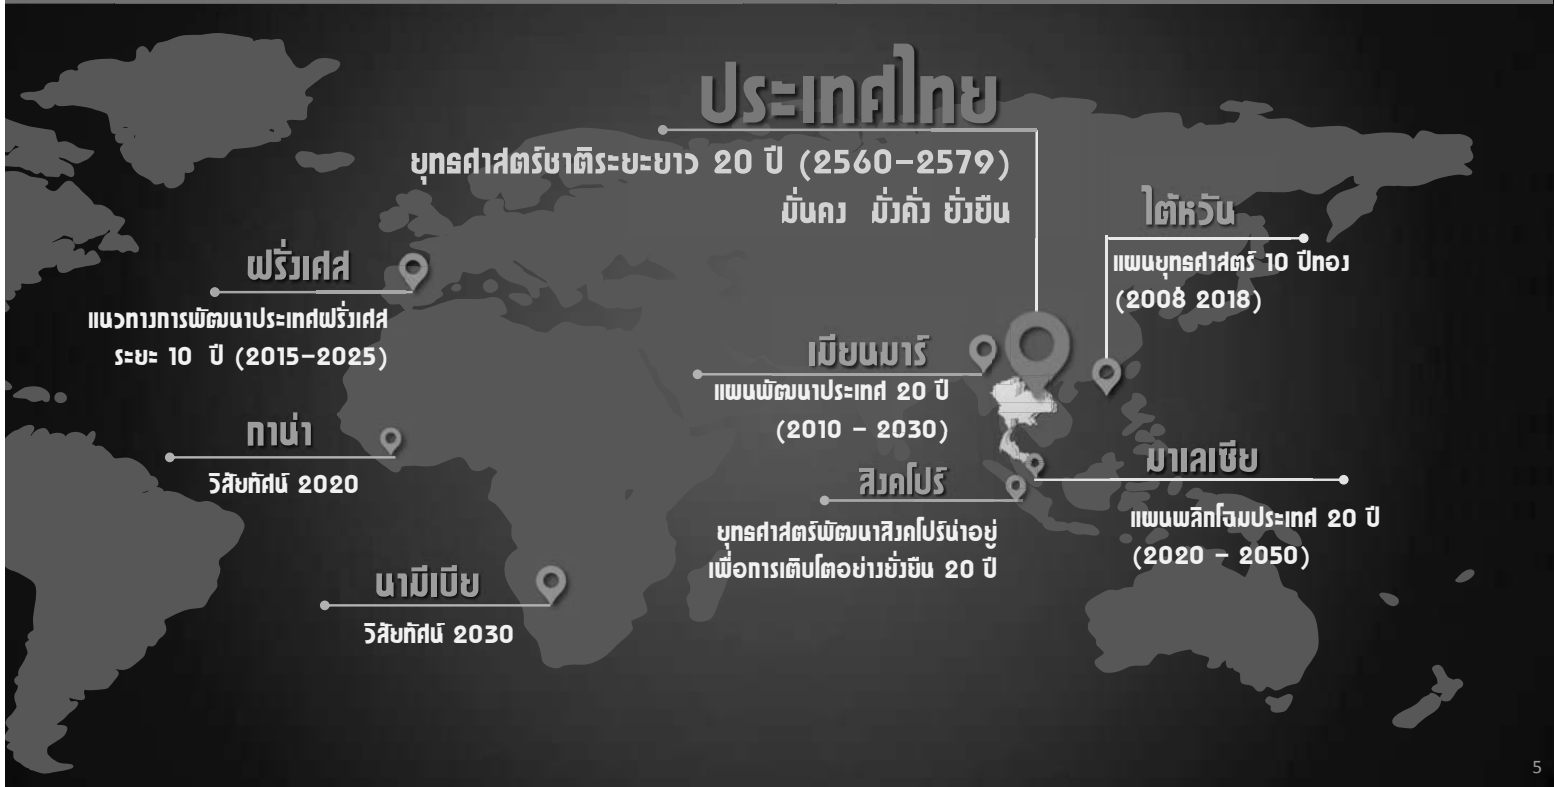 ประเทศไทย
ยุทธศาสตร์ชาติระยะยาว 20 ปี (2560-2579)
มั่นคง มั่งคั่ง ยั่งยืน
ไต้หวัน
แผนยุทธศาสตร์ 10 ปีทอง
(2008 2018)
ฝรั่งเศส
แนวทางการพัฒนาประเทศฝรั่งเศส
ระยะ 10 ปี (2015-2025)
เมียนมาร์
แผนพัฒนาประเทศ 20 ปี
(2010 - 2030)
กาน่า
วิสัยทัศน์ 2020
มาเลเซีย
แผนพลิกโฉมประเทศ 20 ปี
(2020 - 2050)
สิงคโปร์
ยุทธศาสตร์พัฒนาสิงคโปร์น่าอยู่
เพื่อการเติบโตอย่างยั่งยืน 20 ปี
นามีเบีย
วิสัยทัศน์ 2030
5